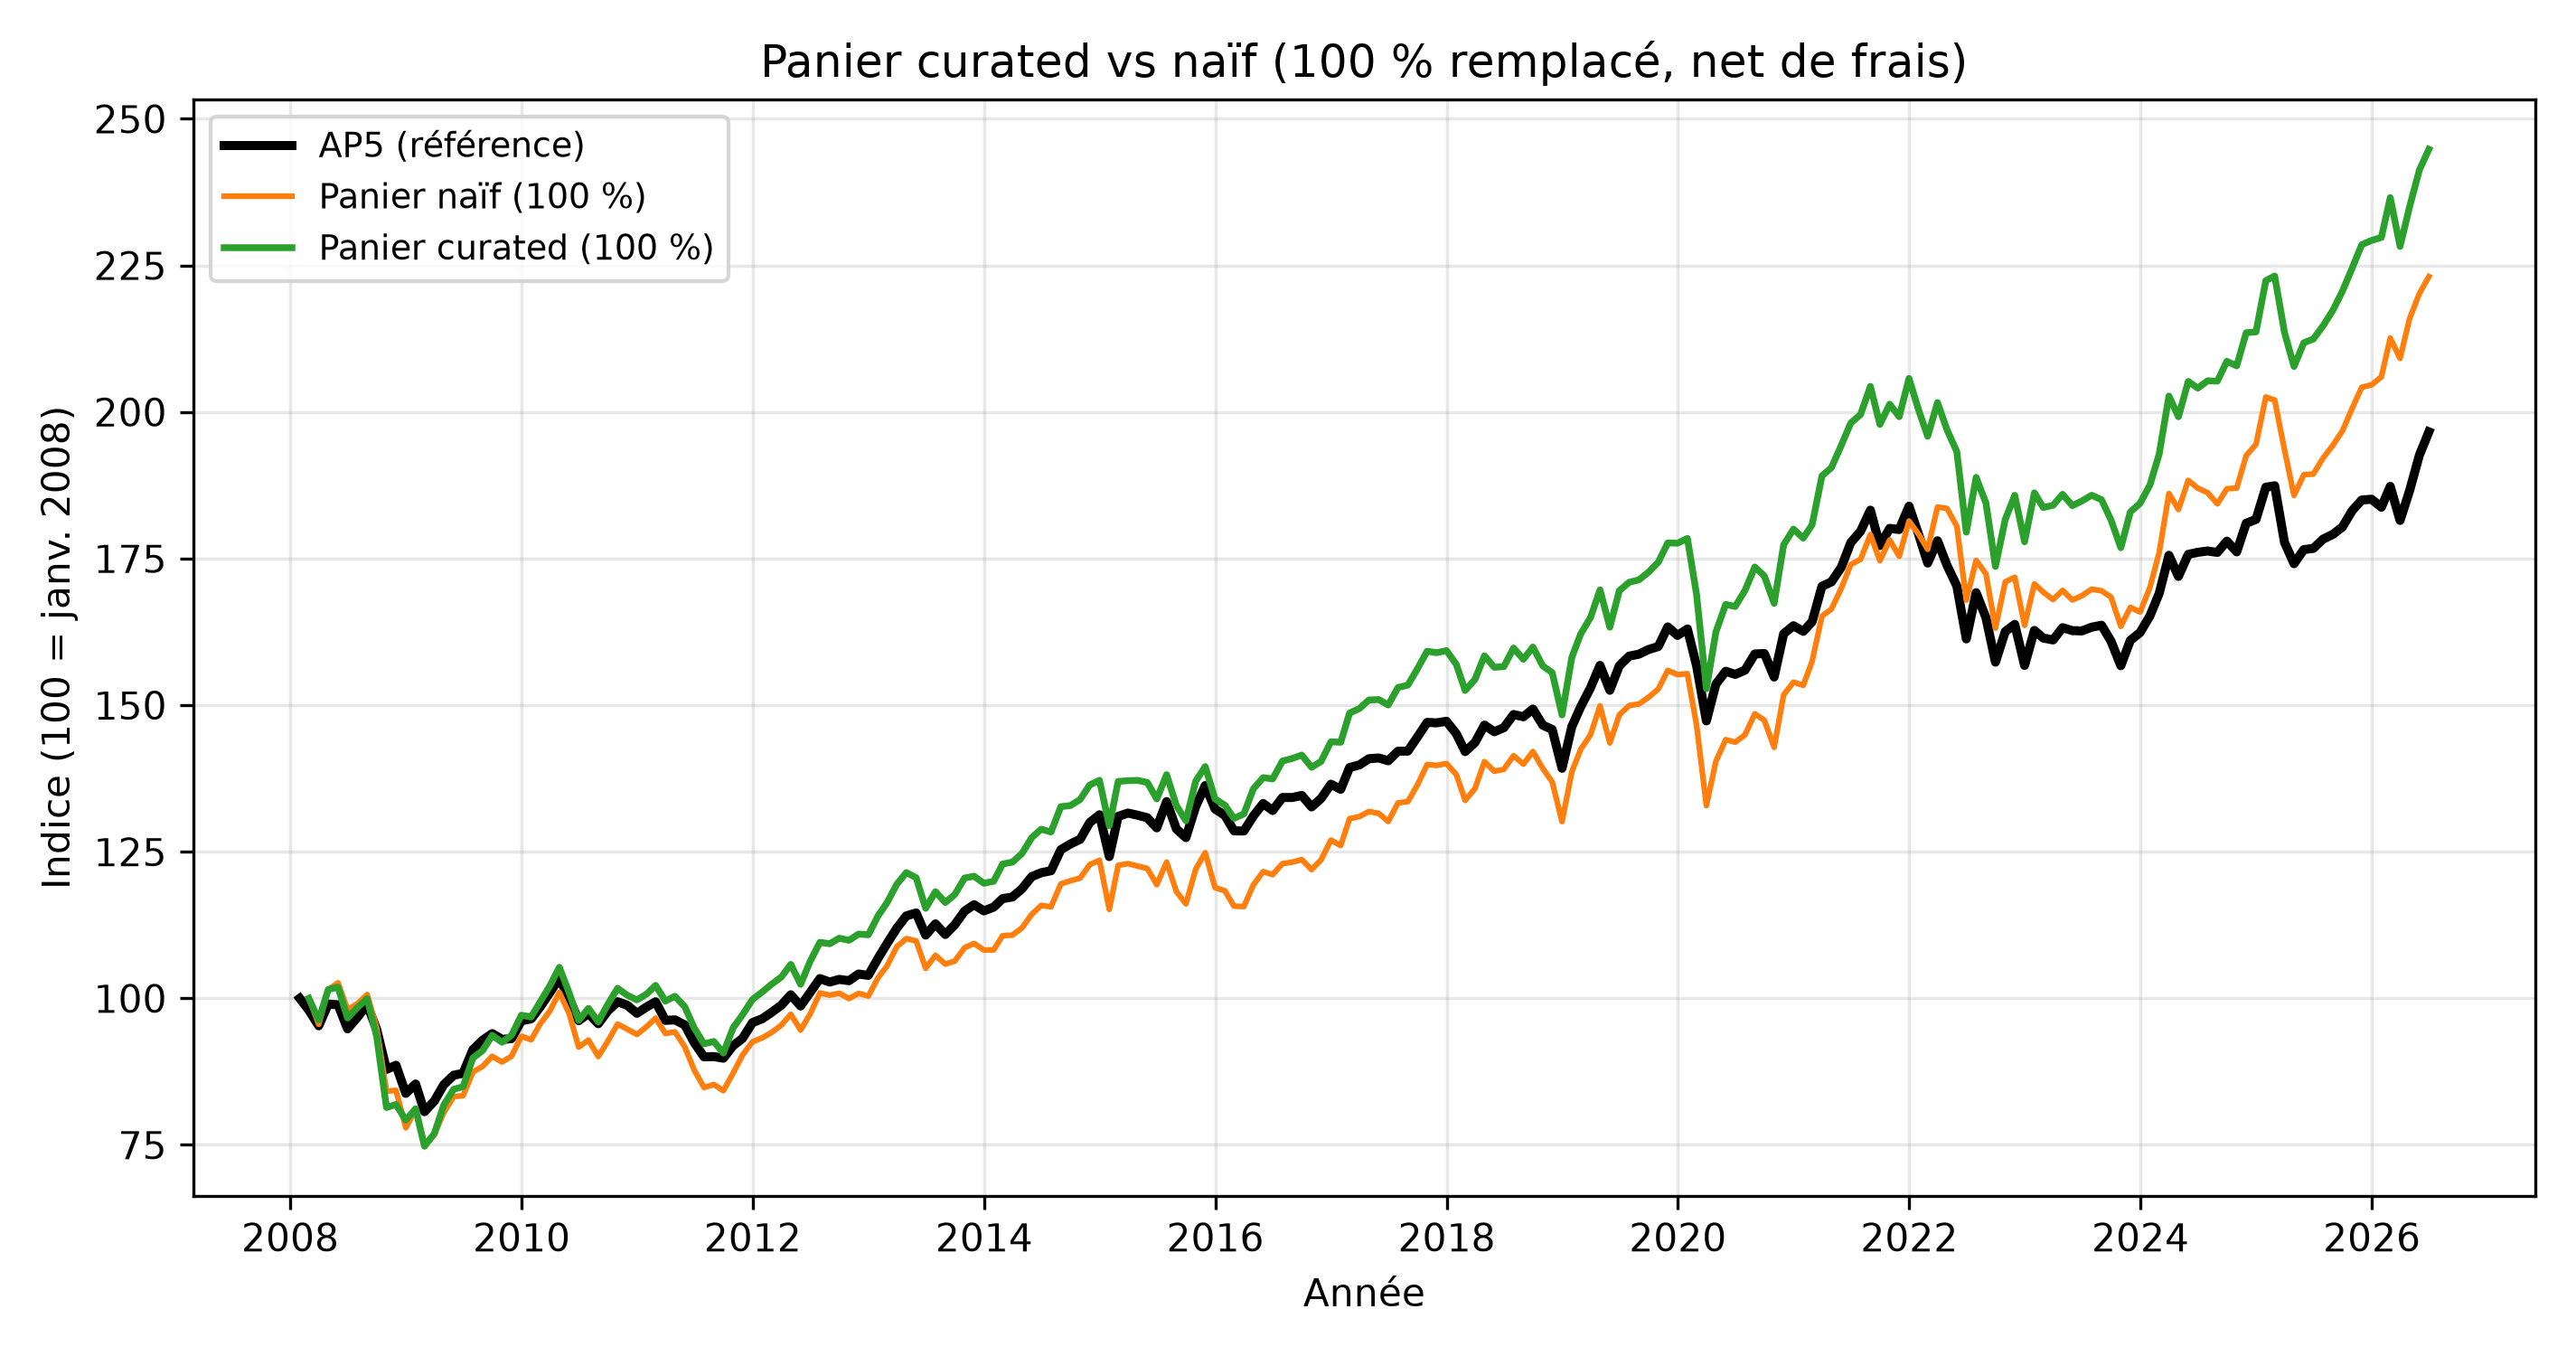 Panier curated vs naïf (100 % remplacé, net de frais)
AP5 (référence)
Panier naïf (100 %)
Panier curated (100 %)
Indice (100 = janv. 2008)
250
225
200
175
150
125
100
75
2008 2010 2012 2014 2016 2018 2020 2022 2024 2026
Année